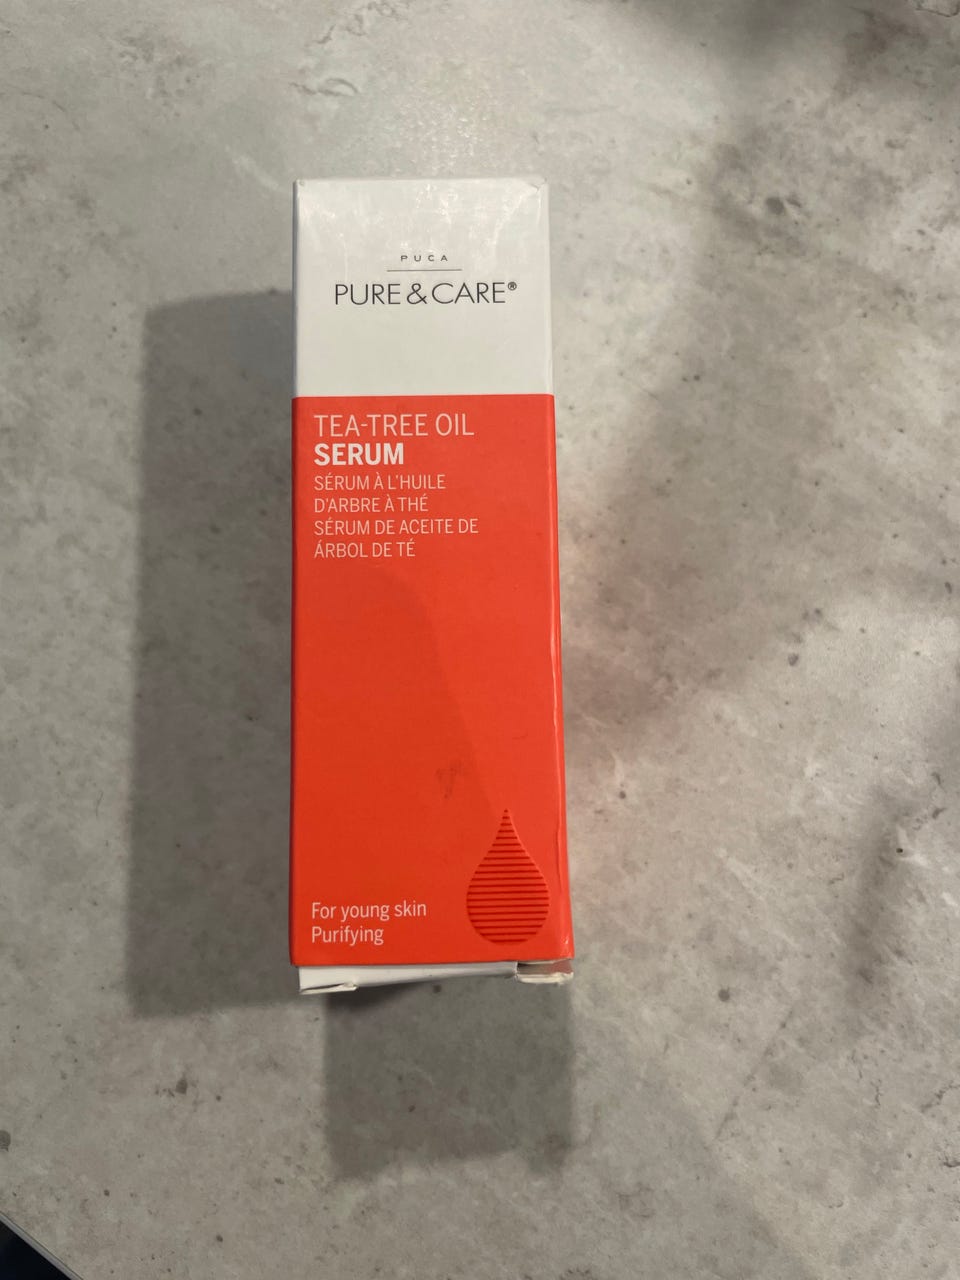 PUCA
PURE & CARE®
TEA-TREE OIL
SERUM
SÉRUM À L'HUILE
D'ARBRE À THÉ
SÉRUM DE ACEITE DE
ÁRBOL DE TÉ
For young skin
Purifying